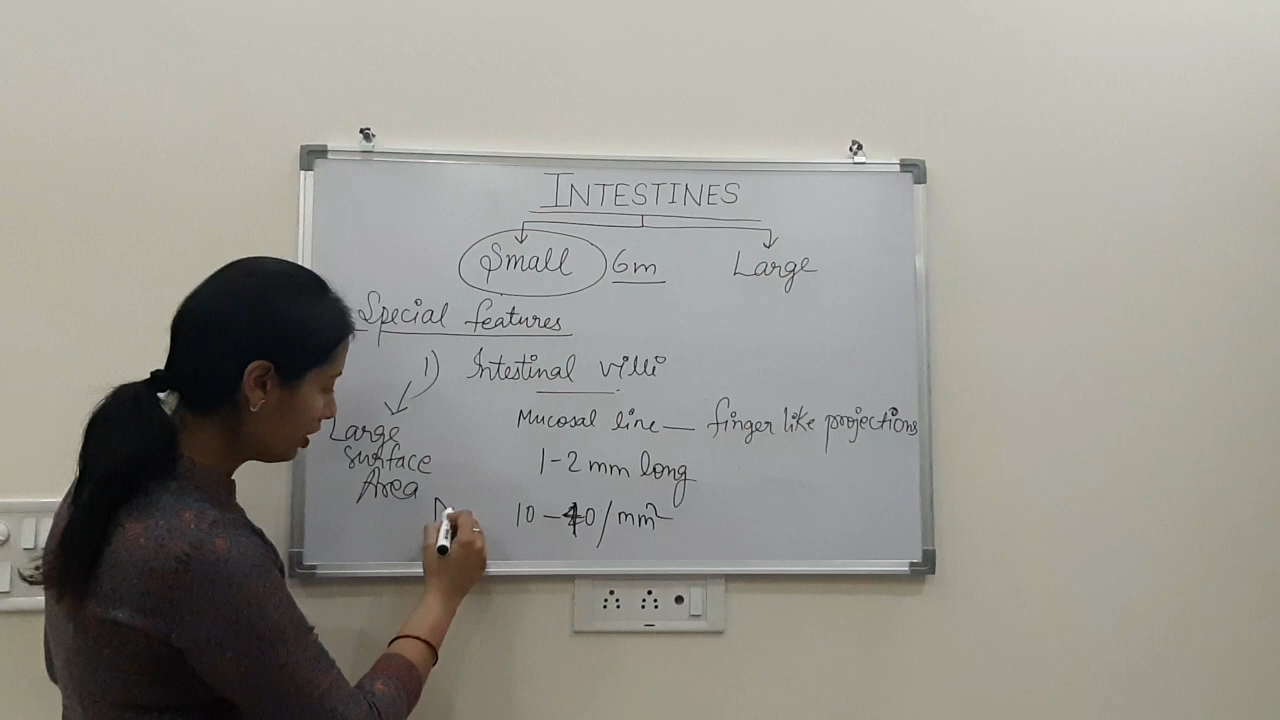 INTESTINES
Small 6m Large
Special features
1) Intestinal villi
Mucosal line — finger like projections
Large
Surface
Area
1-2 mm long
10-40/mm²